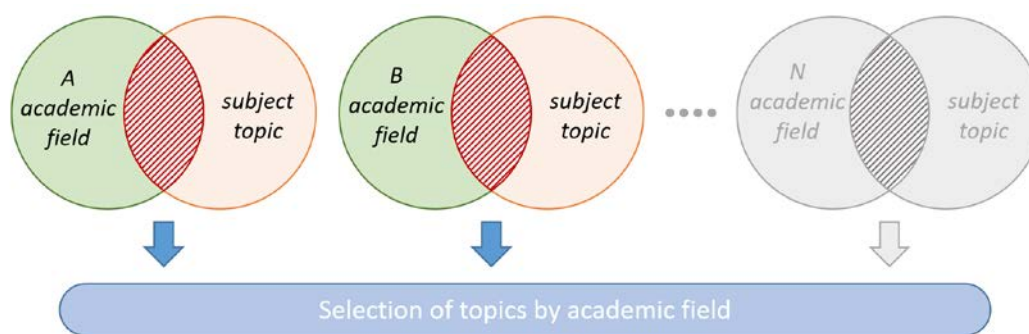 A
academic
field
subject
topic
B
academic
field
subject
topic
N
academic
field
subject
topic
Selection of topics by academic field